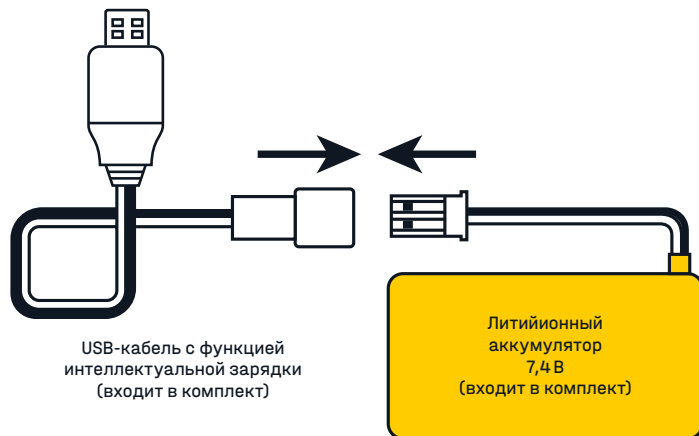 USB-кабель с функцией
интеллектуальной зарядки
(входит в комплект)
Литийионный
аккумулятор
7,4 В
(входит в комплект)